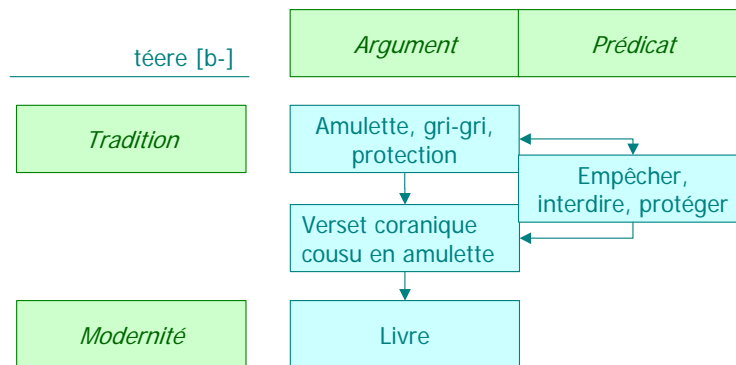 téere [b-]
Argument
Prédicat
Tradition
Amulette, gri-gri,
protection
Empêcher,
interdire, protéger
Verset coranique
cousu en amulette
Modernité
Livre